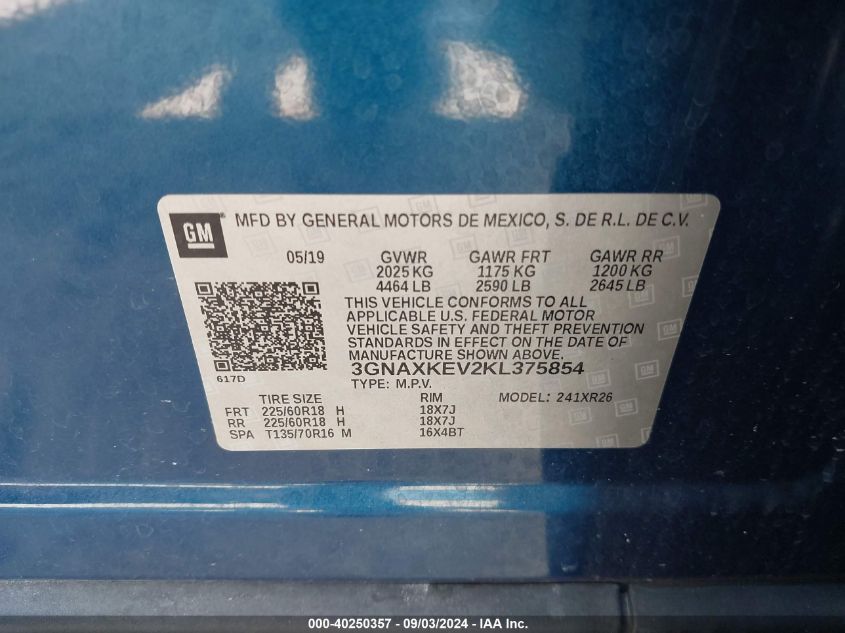 GM
MFD BY GENERAL MOTORS DE MEXICO, S. DE R.L. DE C.V.
05/19 GVWR GAWR FRT GAWR RR
2025 KG 1175 KG 1200 KG
4464 LB 2590 LB 2645 LB
THIS VEHICLE CONFORMS TO ALL
APPLICABLE U.S. FEDERAL MOTOR
VEHICLE SAFETY AND THEFT PREVENTION
STANDARDS IN EFFECT ON THE DATE OF
MANUFACTURE SHOWN ABOVE.
617D 3GNAXKEV2KL375854
TYPE: M.P.V.
TIRE SIZE RIM MODEL: 241XR26
FRT 225/60R18 H 18X7J
RR 225/60R18 H 18X7J
SPA T135/70R16 M 16X4BT
000-40250357 - 09/03/2024 - IAA Inc.